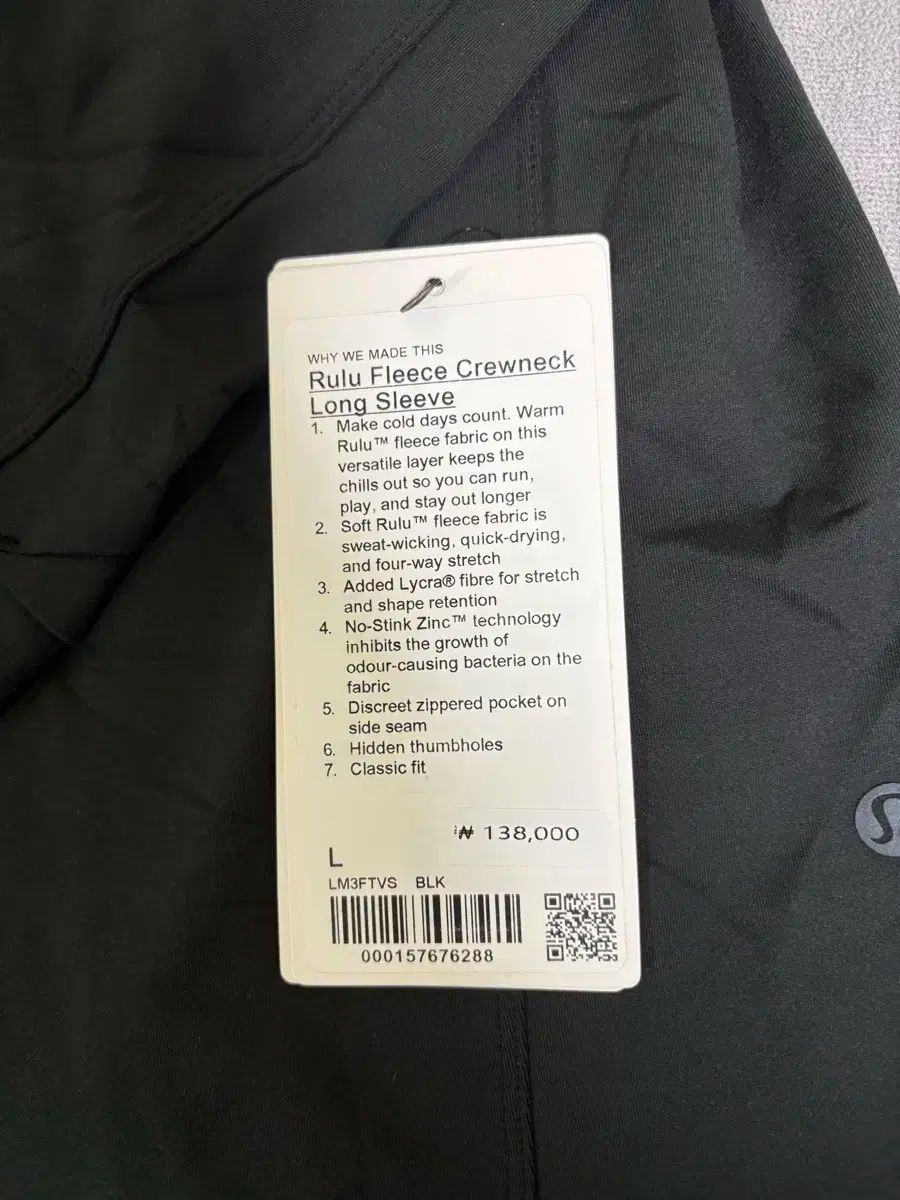 WHY WE MADE THIS
Rulu Fleece Crewneck
Long Sleeve
1. Make cold days count. Warm
Rulu™ fleece fabric on this
versatile layer keeps the
chills out so you can run,
play, and stay out longer
2. Soft Rulu™ fleece fabric is
sweat-wicking, quick-drying,
and four-way stretch
3. Added Lycra® fibre for stretch
and shape retention
4. No-Stink Zinc™ technology
inhibits the growth of
odour-causing bacteria on the
fabric
5. Discreet zippered pocket on
side seam
6. Hidden thumbholes
7. Classic fit
₩ 138,000
L
LM3FTVS BLK
000157676288